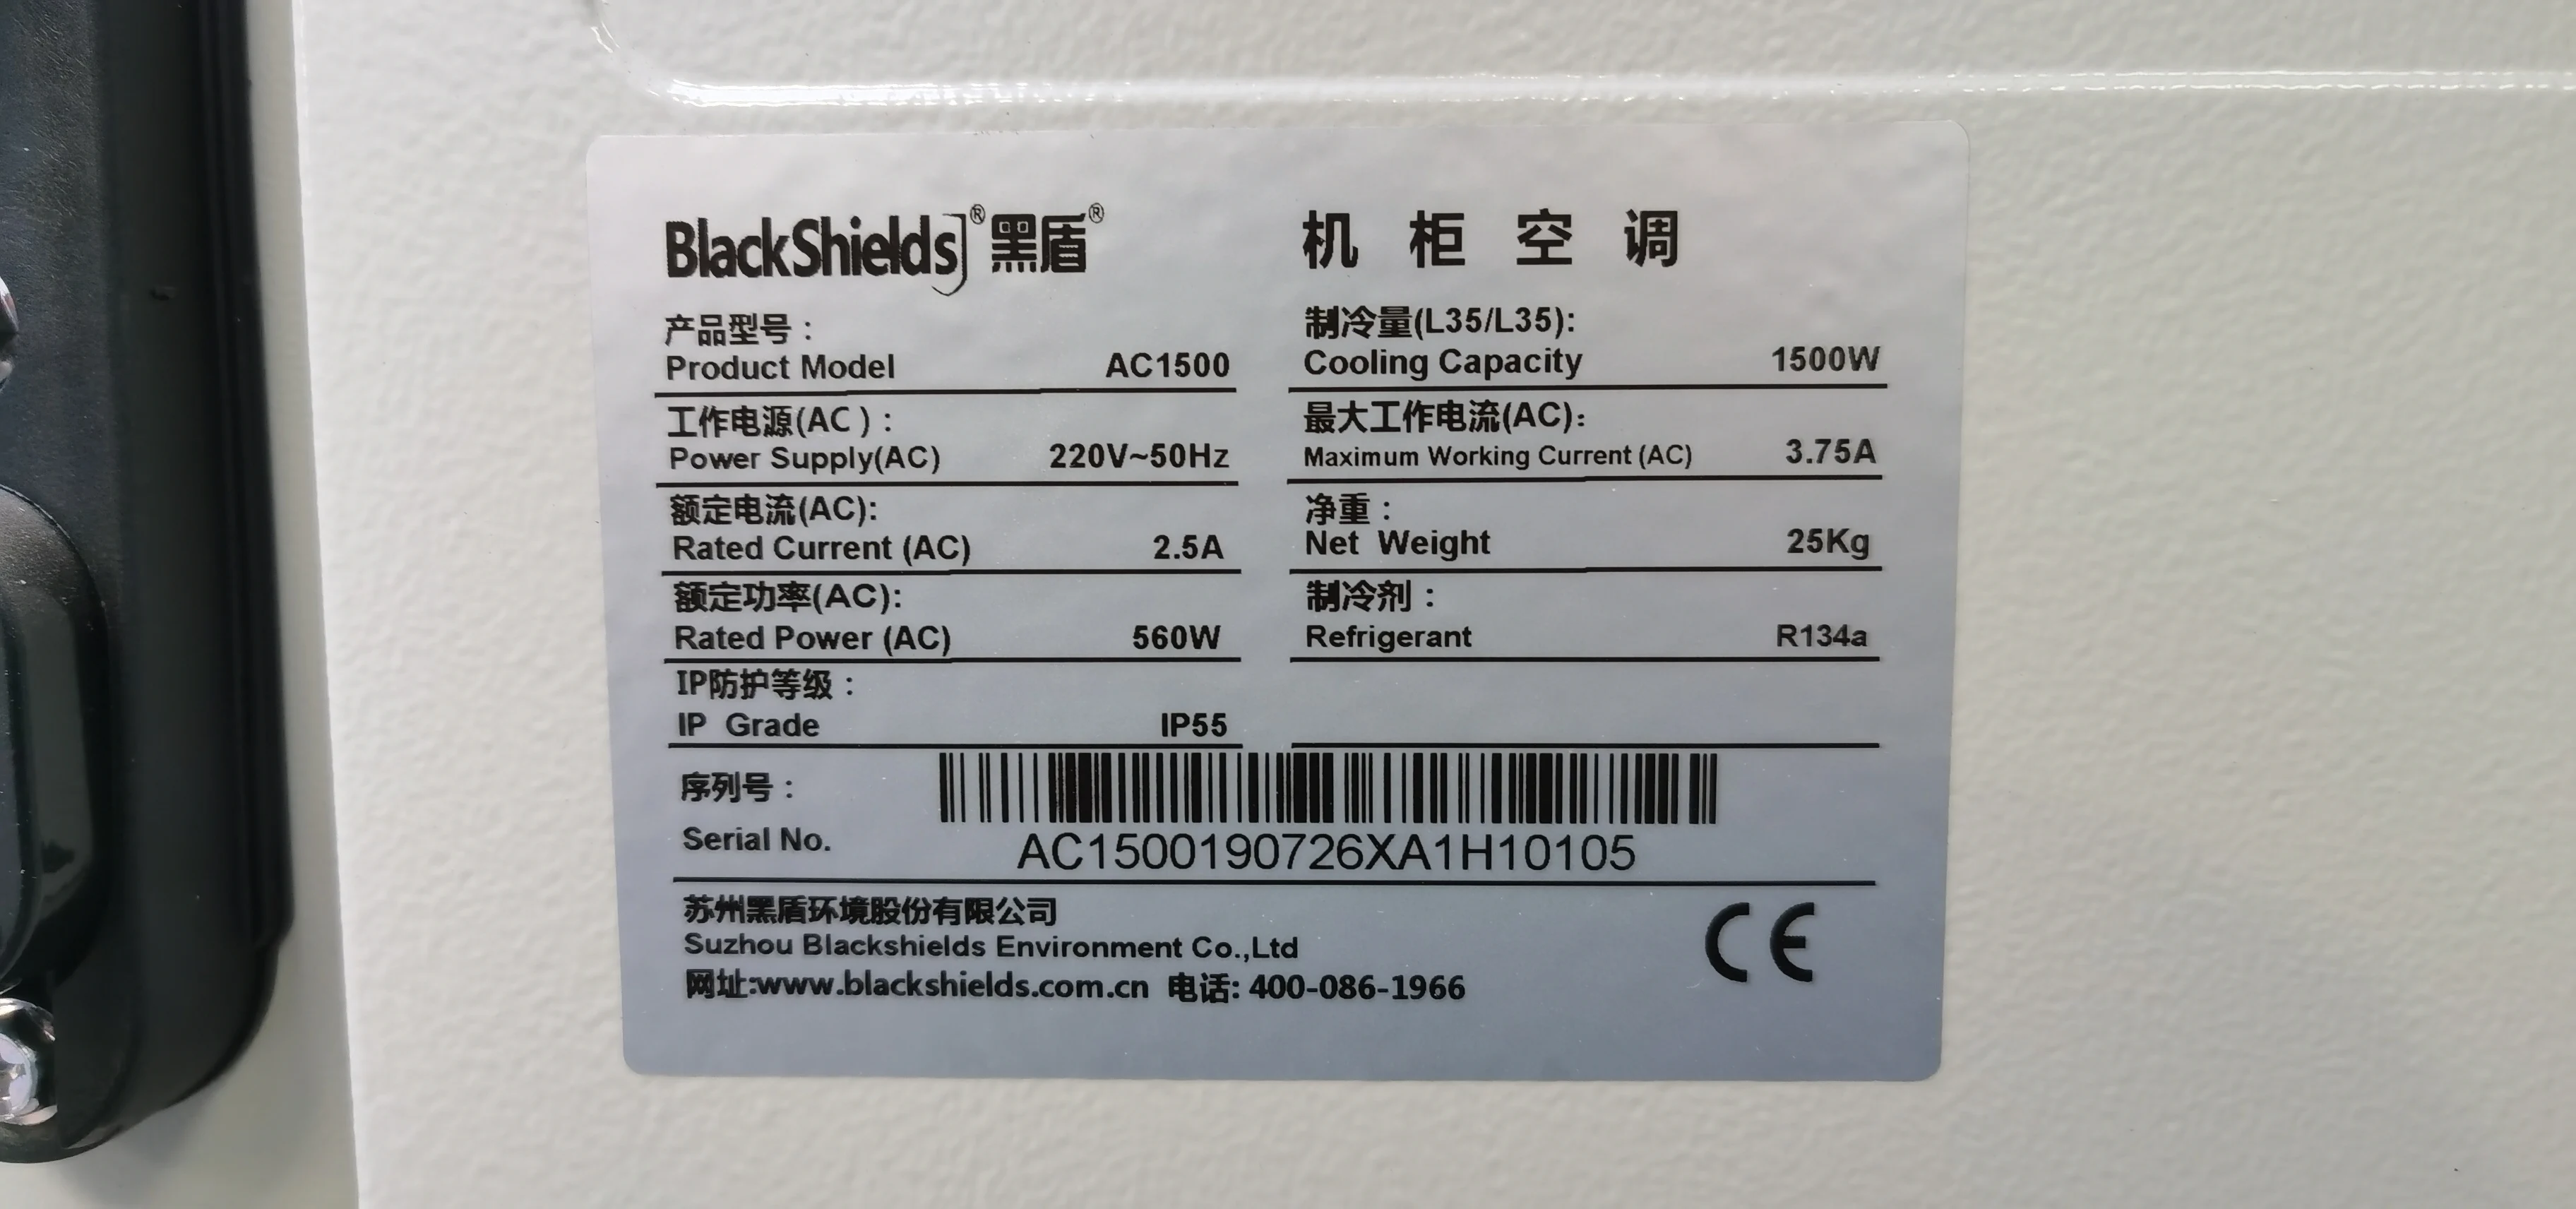 BlackShields® 黑盾®
机柜空调
产品型号：
Product Model AC1500
制冷量(L35/L35):
Cooling Capacity 1500W
工作电源(AC)：
Power Supply(AC) 220V~50Hz
最大工作电流(AC):
Maximum Working Current (AC) 3.75A
额定电流(AC):
Rated Current (AC) 2.5A
净重：
Net Weight 25Kg
额定功率(AC):
Rated Power (AC) 560W
制冷剂：
Refrigerant R134a
IP防护等级：
IP Grade IP55
序列号：
Serial No. AC1500190726XA1H10105
苏州黑盾环境股份有限公司
Suzhou Blackshields Environment Co.,Ltd
网址:www.blackshields.com.cn 电话: 400-086-1966
CE